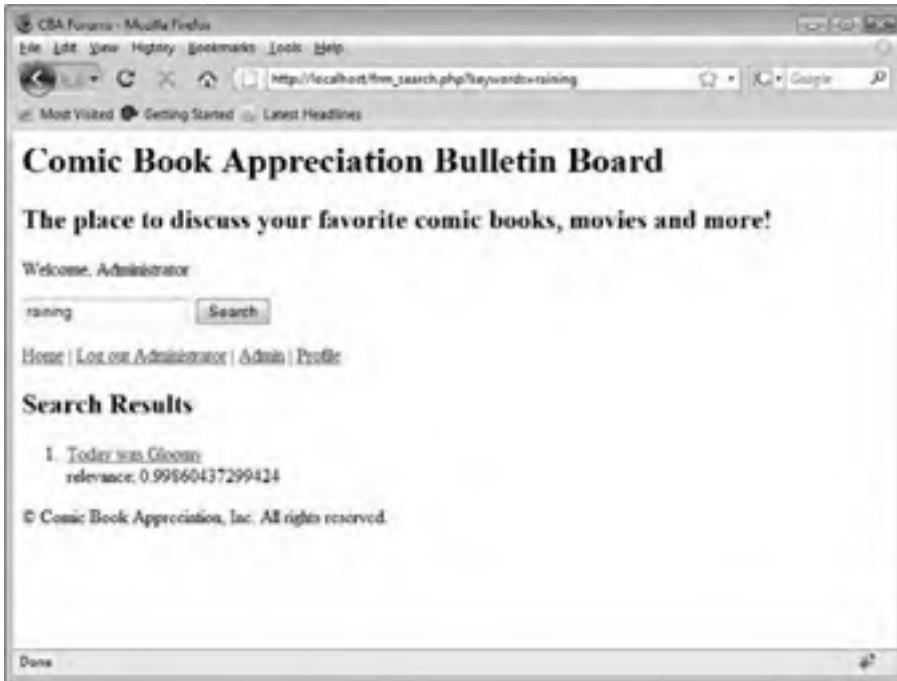 CBA Forums - Mozilla Firefox
File Edit View History Bookmarks Tools Help
http://localhost/frm_search.php?keywords=raining
Google
Most Visited Getting Started Latest Headlines
Comic Book Appreciation Bulletin Board
The place to discuss your favorite comic books, movies and more!
Welcome, Administrator
raining Search
Home | Log out Administrator | Admin | Profile
Search Results
1. Today was Gloomy
relevance: 0.99860437299424
© Comic Book Appreciation, Inc. All rights reserved.
Done